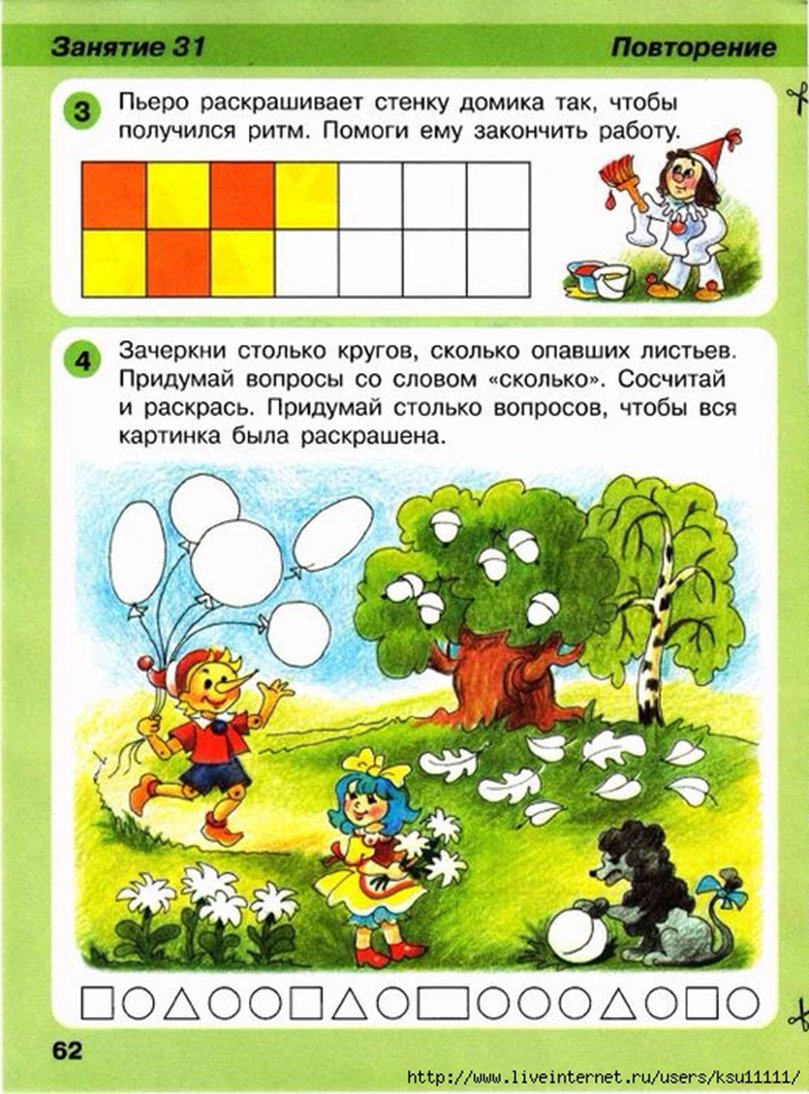 Занятие 31
Повторение
3
Пьеро раскрашивает стенку домика так, чтобы
получился ритм. Помоги ему закончить работу.
4
Зачеркни столько кругов, сколько опавших листьев.
Придумай вопросы со словом «сколько». Сосчитай
и раскрась. Придумай столько вопросов, чтобы вся
картинка была раскрашена.
62
http://www.liveinternet.ru/users/ksu11111/